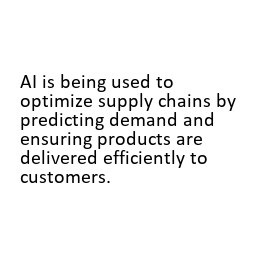 AI is being used to
optimize supply chains by
predicting demand and
ensuring products are
delivered efficiently to
customers.